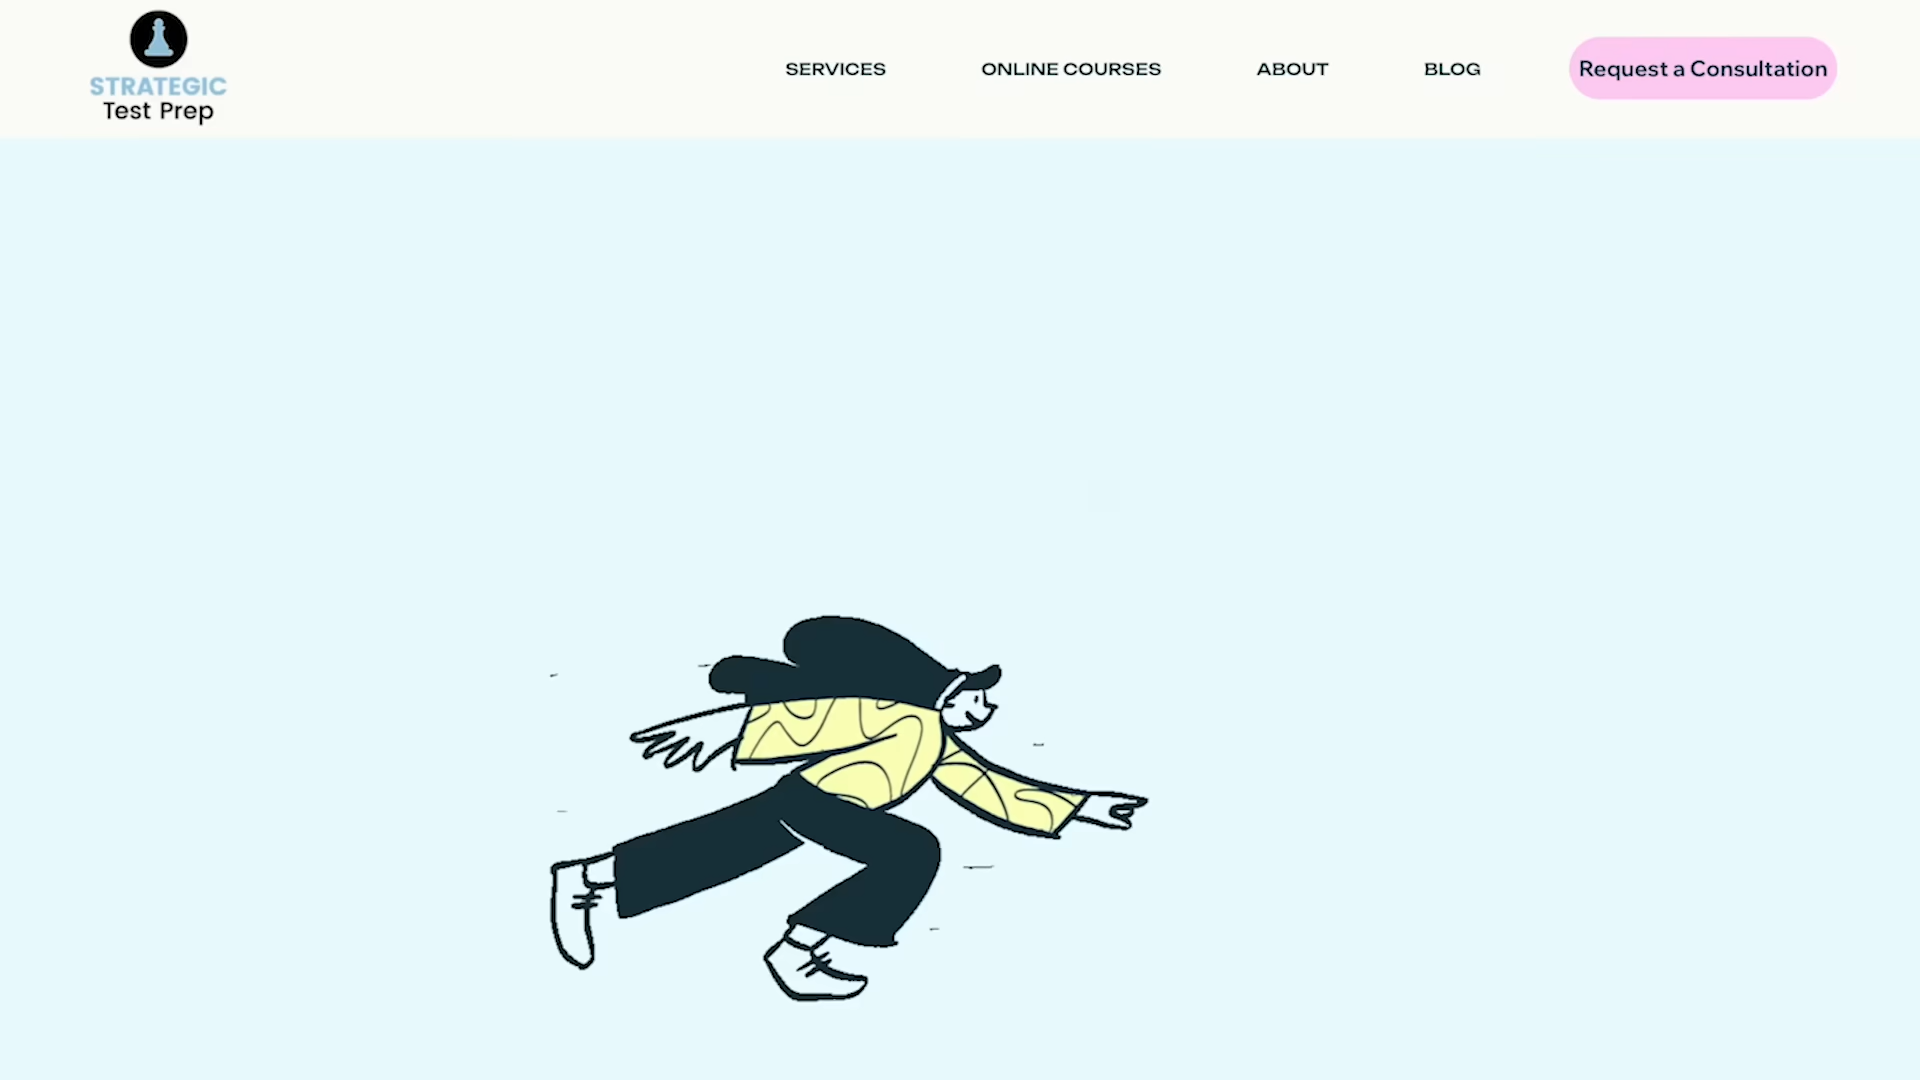 STRATEGIC
Test Prep
SERVICES
ONLINE COURSES
ABOUT
BLOG
Request a Consultation